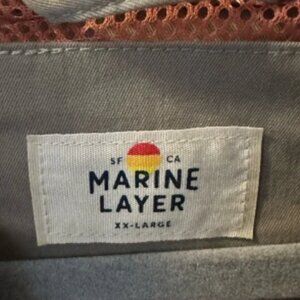 SF CA
MARINE
LAYER
XX-LARGE